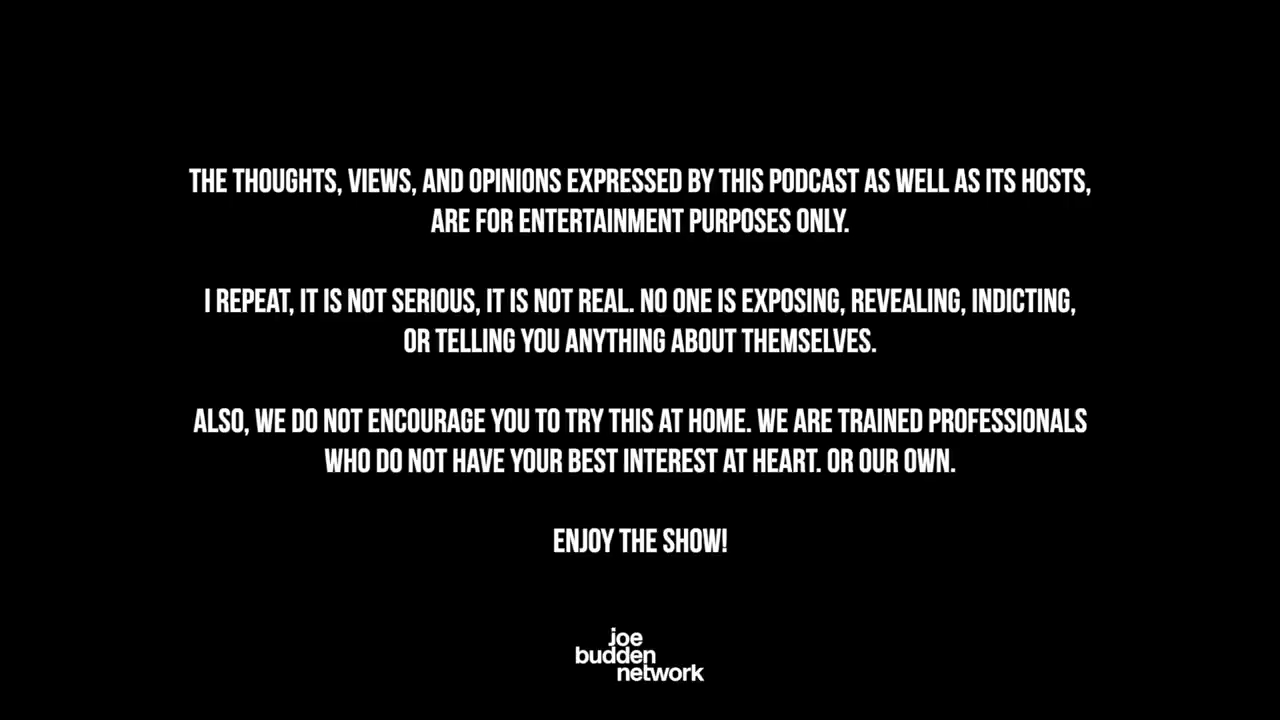 THE THOUGHTS, VIEWS, AND OPINIONS EXPRESSED BY THIS PODCAST AS WELL AS ITS HOSTS,
ARE FOR ENTERTAINMENT PURPOSES ONLY.
I REPEAT, IT IS NOT SERIOUS, IT IS NOT REAL. NO ONE IS EXPOSING, REVEALING, INDICTING,
OR TELLING YOU ANYTHING ABOUT THEMSELVES.
ALSO, WE DO NOT ENCOURAGE YOU TO TRY THIS AT HOME. WE ARE TRAINED PROFESSIONALS
WHO DO NOT HAVE YOUR BEST INTEREST AT HEART. OR OUR OWN.
ENJOY THE SHOW!
joe
budden
network